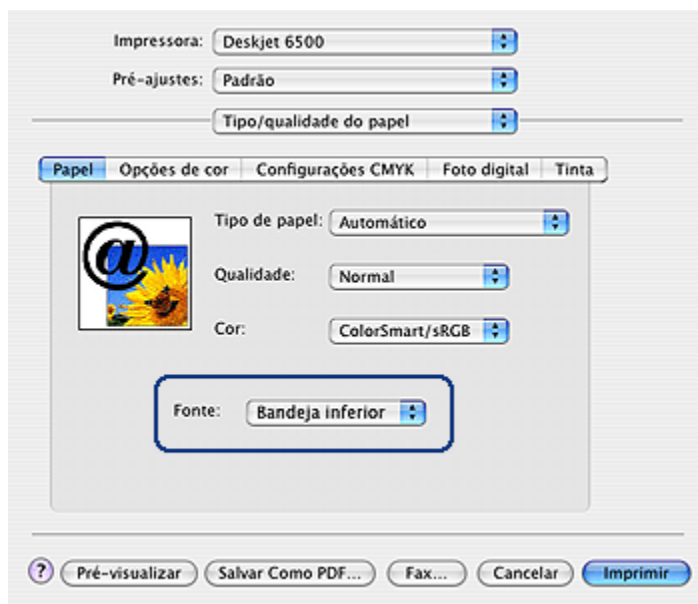 Impressora: Deskjet 6500
Pré-ajustes: Padrão
Tipo/qualidade do papel
Papel Opções de cor Configurações CMYK Foto digital Tinta
@
Tipo de papel: Automático
Qualidade: Normal
Cor: ColorSmart/sRGB
Fonte: Bandeja inferior
? Pré-visualizar Salvar Como PDF... Fax... Cancelar Imprimir